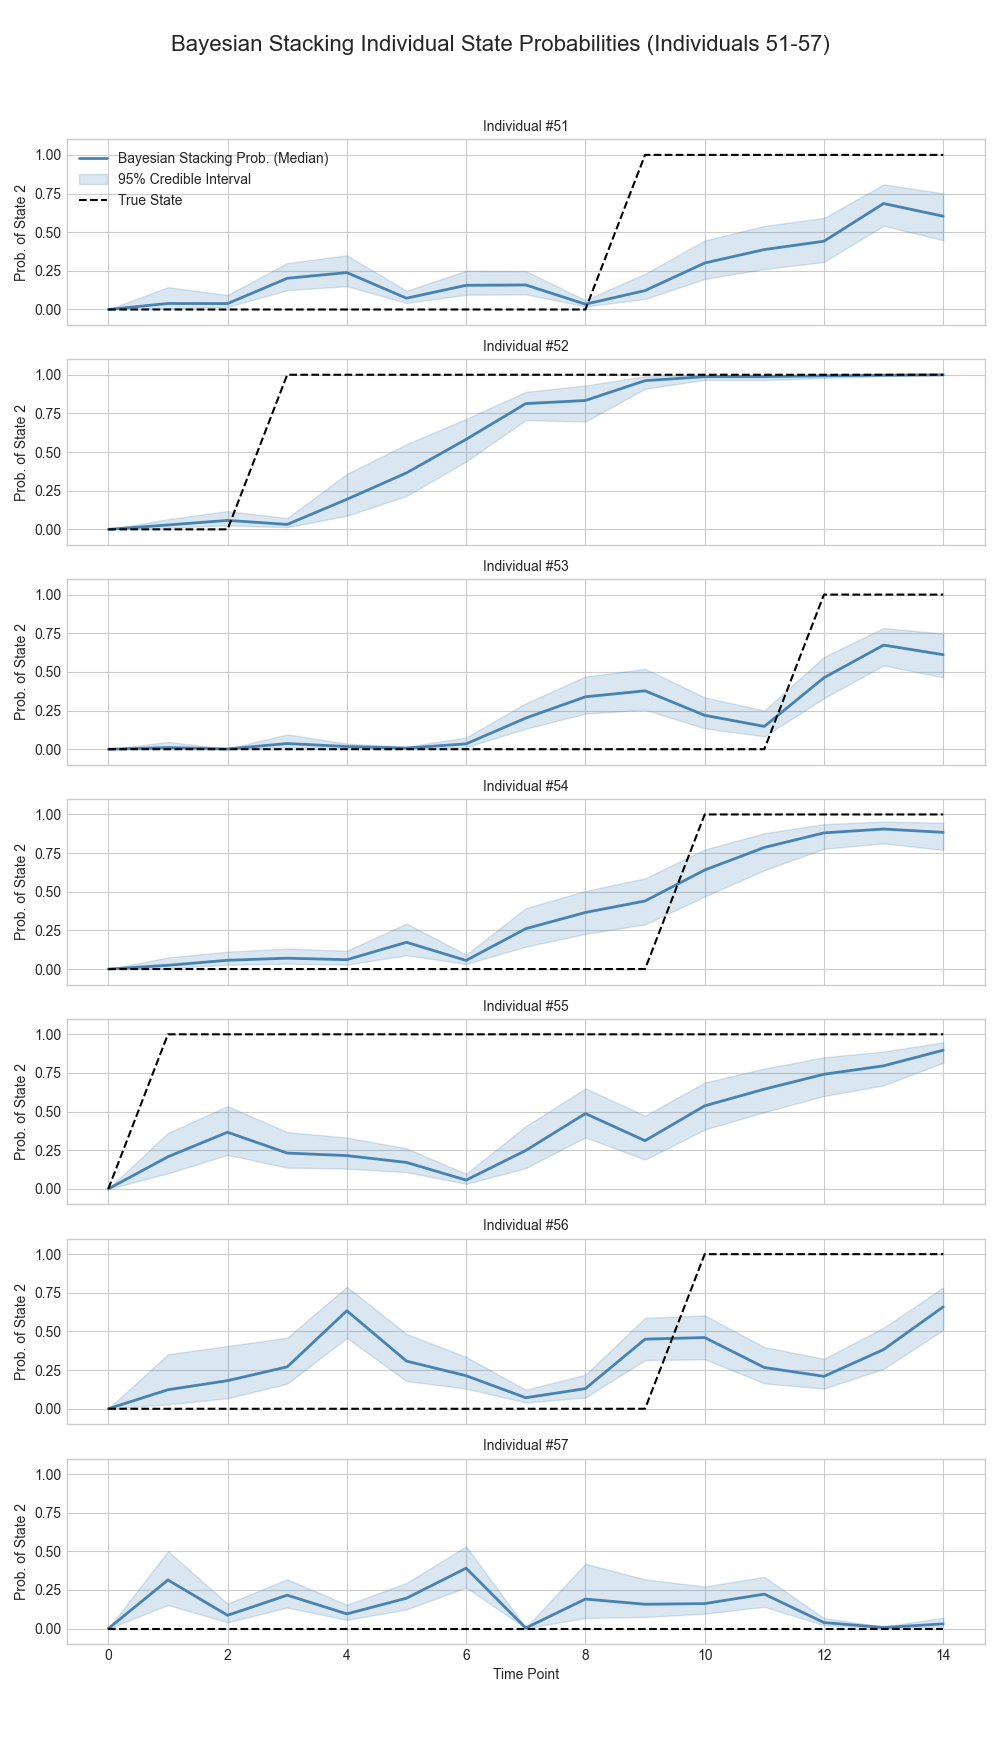 Bayesian Stacking Individual State Probabilities (Individuals 51-57)
Individual #51
Bayesian Stacking Prob. (Median)
95% Credible Interval
True State
Prob. of State 2
1.00
0.75
0.50
0.25
0.00
Individual #52
Prob. of State 2
1.00
0.75
0.50
0.25
0.00
Individual #53
Prob. of State 2
1.00
0.75
0.50
0.25
0.00
Individual #54
Prob. of State 2
1.00
0.75
0.50
0.25
0.00
Individual #55
Prob. of State 2
1.00
0.75
0.50
0.25
0.00
Individual #56
Prob. of State 2
1.00
0.75
0.50
0.25
0.00
Individual #57
Prob. of State 2
1.00
0.75
0.50
0.25
0.00
0 2 4 6 8 10 12 14
Time Point